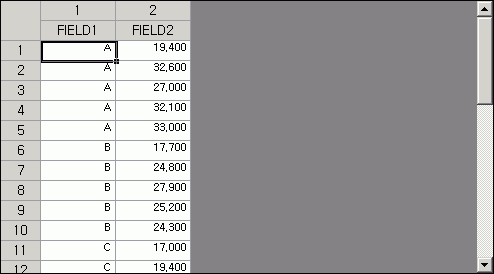 1 2
FIELD1 FIELD2
1 A 19,400
2 A 32,600
3 A 27,000
4 A 32,100
5 A 33,000
6 B 17,700
7 B 24,800
8 B 27,900
9 B 25,200
10 B 24,300
11 C 17,000
12 C 19,400